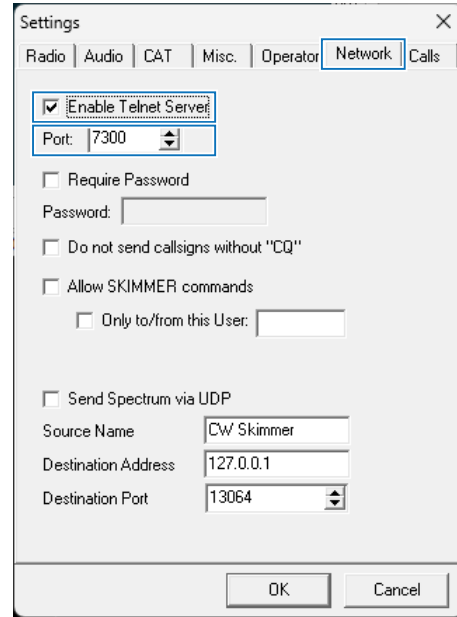 Settings
Radio Audio CAT Misc. Operator Network Calls
Enable Telnet Server
Port: 7300
Require Password
Password:
Do not send callsigns without "CQ"
Allow SKIMMER commands
Only to/from this User:
Send Spectrum via UDP
Source Name CW Skimmer
Destination Address 127.0.0.1
Destination Port 13064
OK Cancel